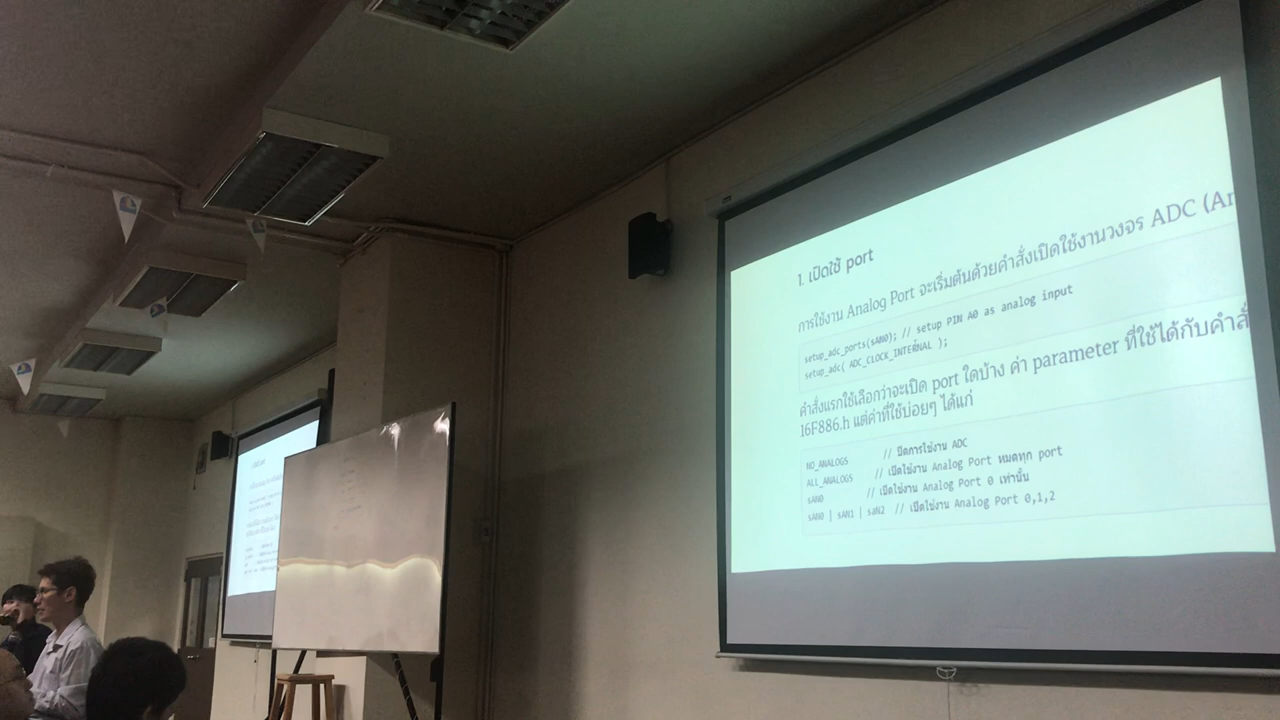 1. เปิดใช้ port
การใช้งาน Analog Port จะเริ่มต้นด้วยคำสั่งเปิดใช้งานวงจร ADC (An
setup_adc_ports(sAN0); // setup PIN A0 as analog input
setup_adc( ADC_CLOCK_INTERNAL );
คำสั่งแรกใช้เลือกว่าจะเปิด port ใดบ้าง ค่า parameter ที่ใช้ได้กับคำสั่
16F886.h แต่ค่าที่ใช้บ่อยๆ ได้แก่
NO_ANALOGS // ปิดการใช้งาน ADC
ALL_ANALOGS // เปิดใช้งาน Analog Port หมดทุก port
sAN0 // เปิดใช้งาน Analog Port 0 เท่านั้น
sAN0 | sAN1 | saN2 // เปิดใช้งาน Analog Port 0,1,2